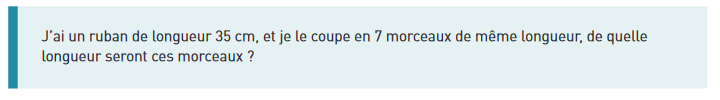 J’ai un ruban de longueur 35 cm, et je le coupe en 7 morceaux de même longueur, de quelle
longueur seront ces morceaux ?